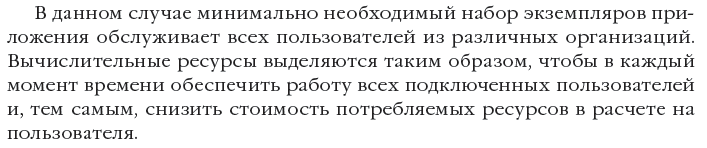 В данном случае минимально необходимый набор экземпляров при-
ложения обслуживает всех пользователей из различных организаций.
Вычислительные ресурсы выделяются таким образом, чтобы в каждый
момент времени обеспечить работу всех подключенных пользователей
и, тем самым, снизить стоимость потребляемых ресурсов в расчете на
пользователя.